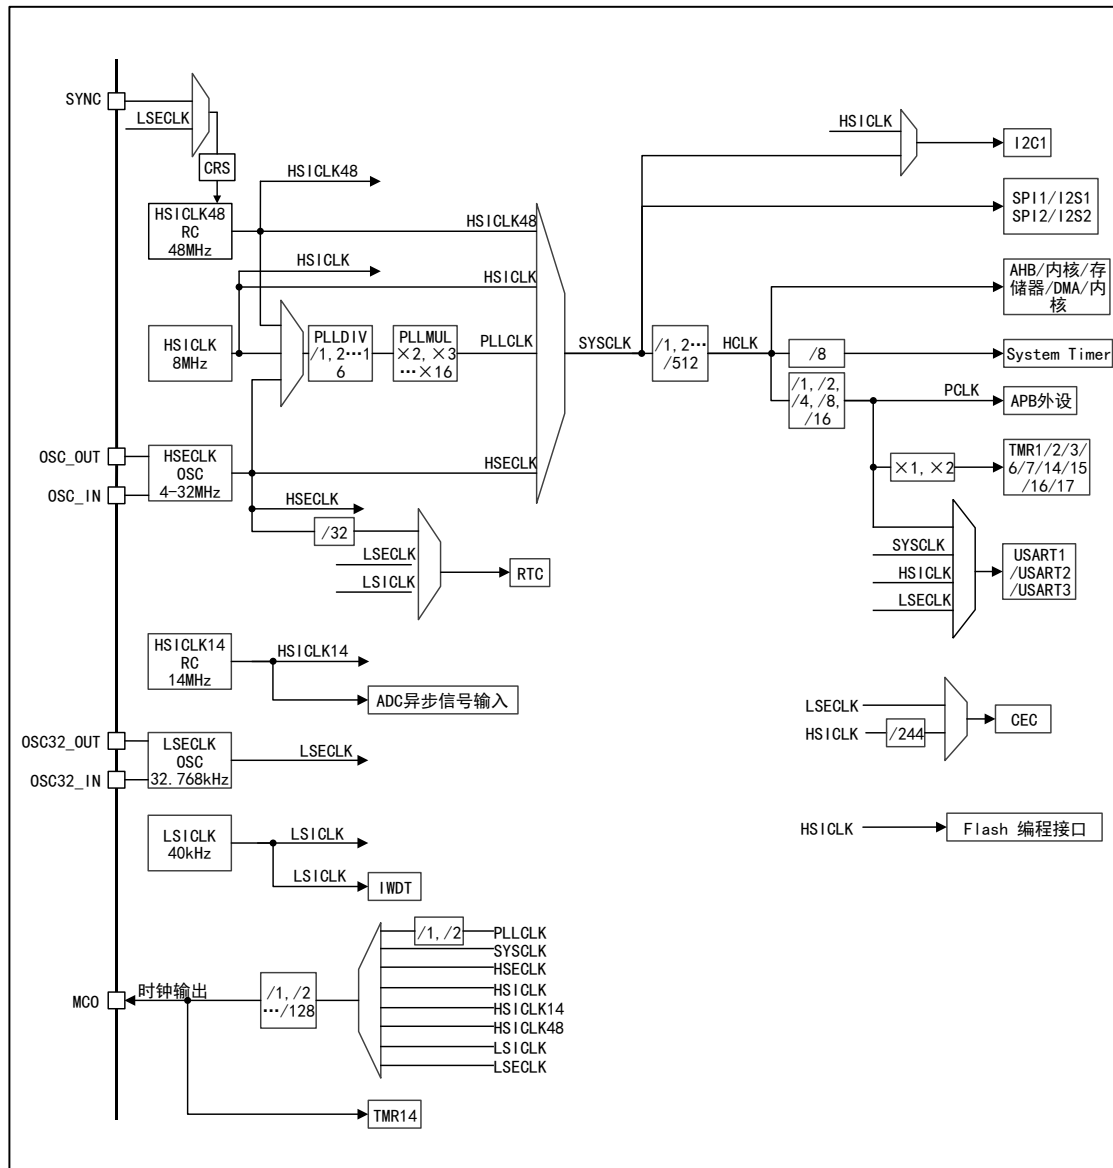 SYNC
LSECLK
CRS
HSICLK48
RC
48MHz
HSICLK48
HSICLK48
HSICLK
HSICLK
HSICLK
8MHz
PLLDIV
/1, 2…1
6
PLLMUL
×2, ×3
…×16
PLLCLK
SYSCLK
/1, 2…
/512
HCLK
HSICLK
I2C1
SPI1/I2S1
SPI2/I2S2
AHB/内核/存
储器/DMA/内
核
/8
System Timer
/1, /2,
/4, /8,
/16
PCLK
APB外设
×1, ×2
TMR1/2/3/
6/7/14/15
/16/17
SYSCLK
HSICLK
LSECLK
USART1
/USART2
/USART3
OSC_OUT
OSC_IN
HSECLK
OSC
4-32MHz
HSECLK
HSECLK
/32
LSECLK
LSICLK
RTC
HSICLK14
RC
14MHz
HSICLK14
ADC异步信号输入
LSECLK
HSICLK
/244
CEC
OSC32_OUT
OSC32_IN
LSECLK
OSC
32.768kHz
LSECLK
LSICLK
40kHz
LSICLK
LSICLK
IWDT
HSICLK
Flash 编程接口
MCO
时钟输出
/1, /2
…/128
/1, /2
PLLCLK
SYSCLK
HSECLK
HSICLK
HSICLK14
HSICLK48
LSICLK
LSECLK
TMR14